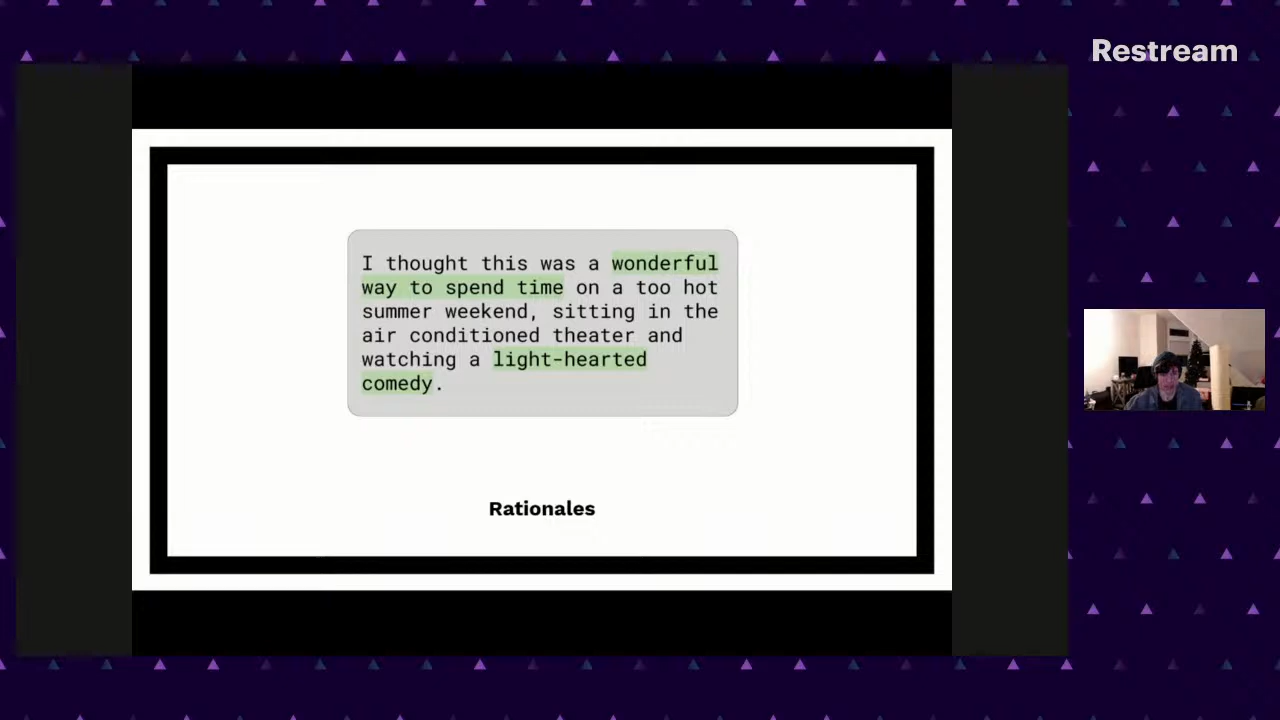 Restream
I thought this was a wonderful
way to spend time on a too hot
summer weekend, sitting in the
air conditioned theater and
watching a light-hearted
comedy.
Rationales